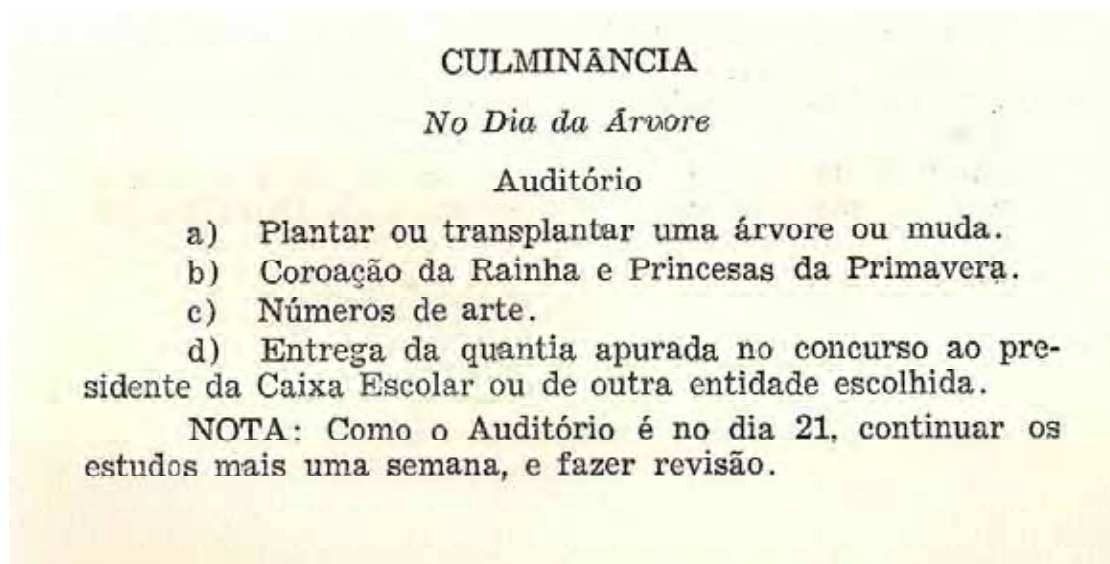 CULMINÂNCIA
No Dia da Árvore
Auditório
a) Plantar ou transplantar uma árvore ou muda.
b) Coroação da Rainha e Princesas da Primavera.
c) Números de arte.
d) Entrega da quantia apurada no concurso ao pre-
sidente da Caixa Escolar ou de outra entidade escolhida.
NOTA: Como o Auditório é no dia 21, continuar os
estudos mais uma semana, e fazer revisão.